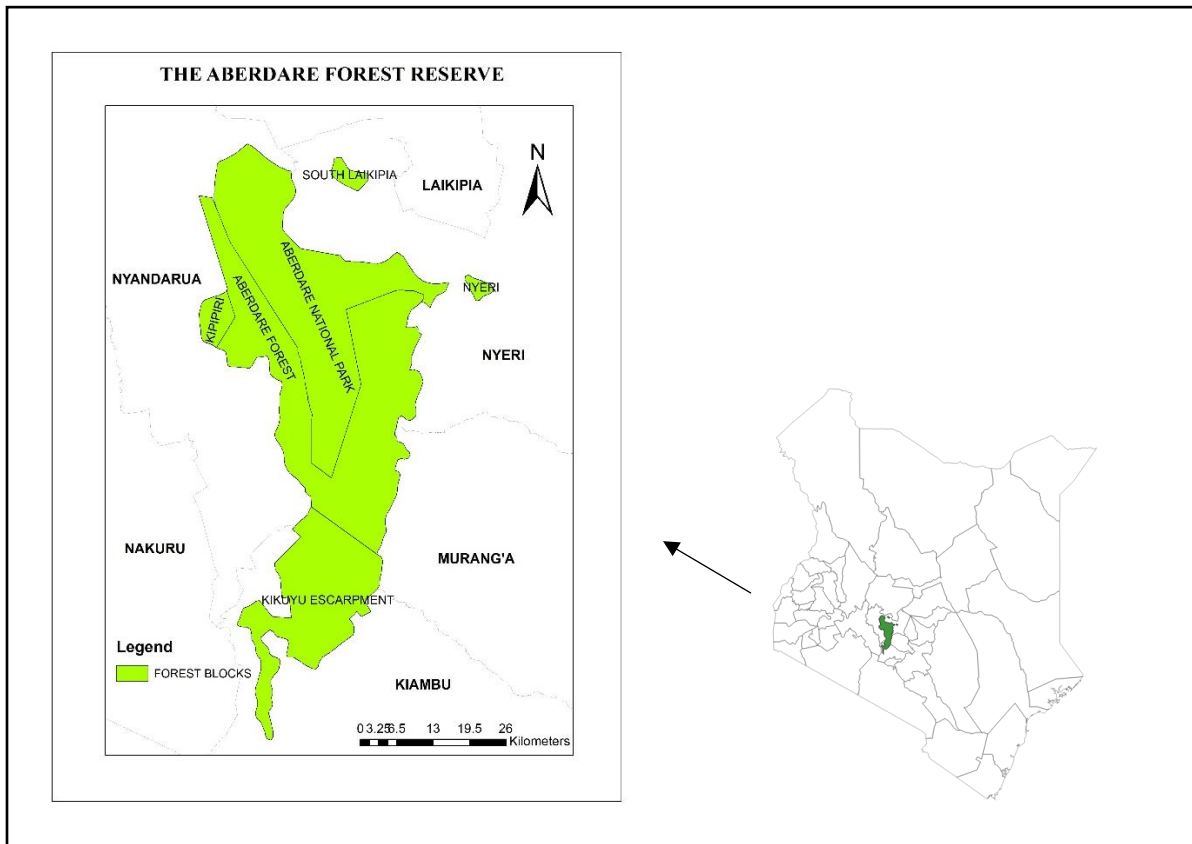 THE ABERDARE FOREST RESERVE
N
SOUTH LAIKIPIA
LAIKIPIA
NYANDARUA
ABERDARE NATIONAL PARK
NYERI
KIPIPIRI
ABERDARE FOREST
NYERI
NAKURU
MURANG'A
KIKUYU ESCARPMENT
Legend
FOREST BLOCKS
KIAMBU
0 3.25 6.5 13 19.5 26
Kilometers